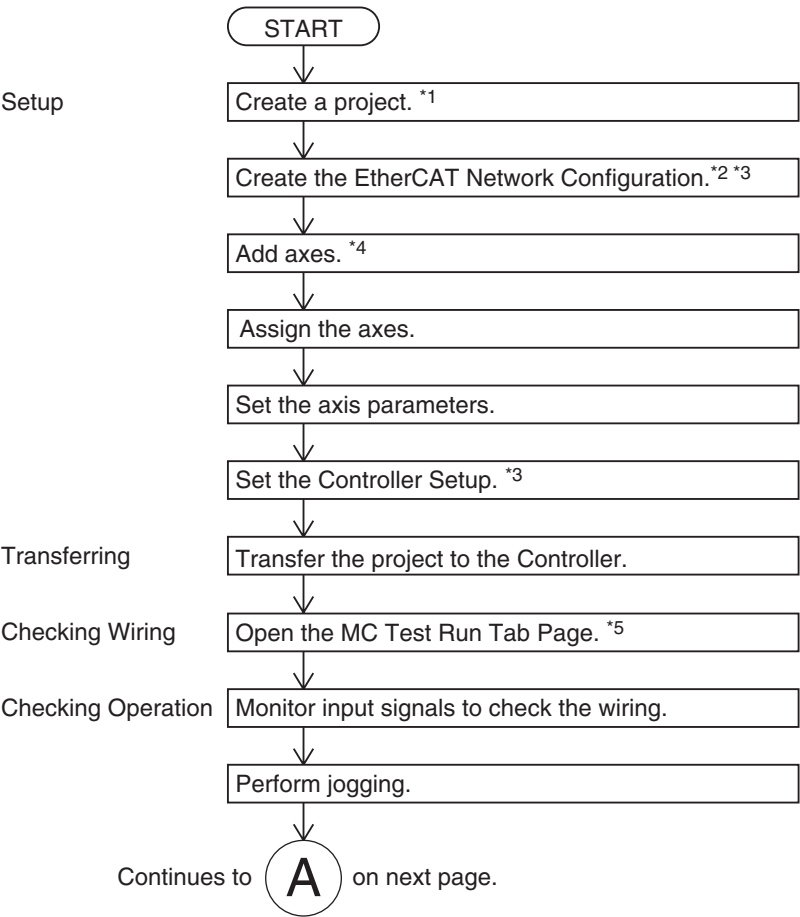 START
Setup
Create a project. *1
Create the EtherCAT Network Configuration.*2 *3
Add axes. *4
Assign the axes.
Set the axis parameters.
Set the Controller Setup. *3
Transferring
Transfer the project to the Controller.
Checking Wiring
Open the MC Test Run Tab Page. *5
Checking Operation
Monitor input signals to check the wiring.
Perform jogging.
Continues to A on next page.